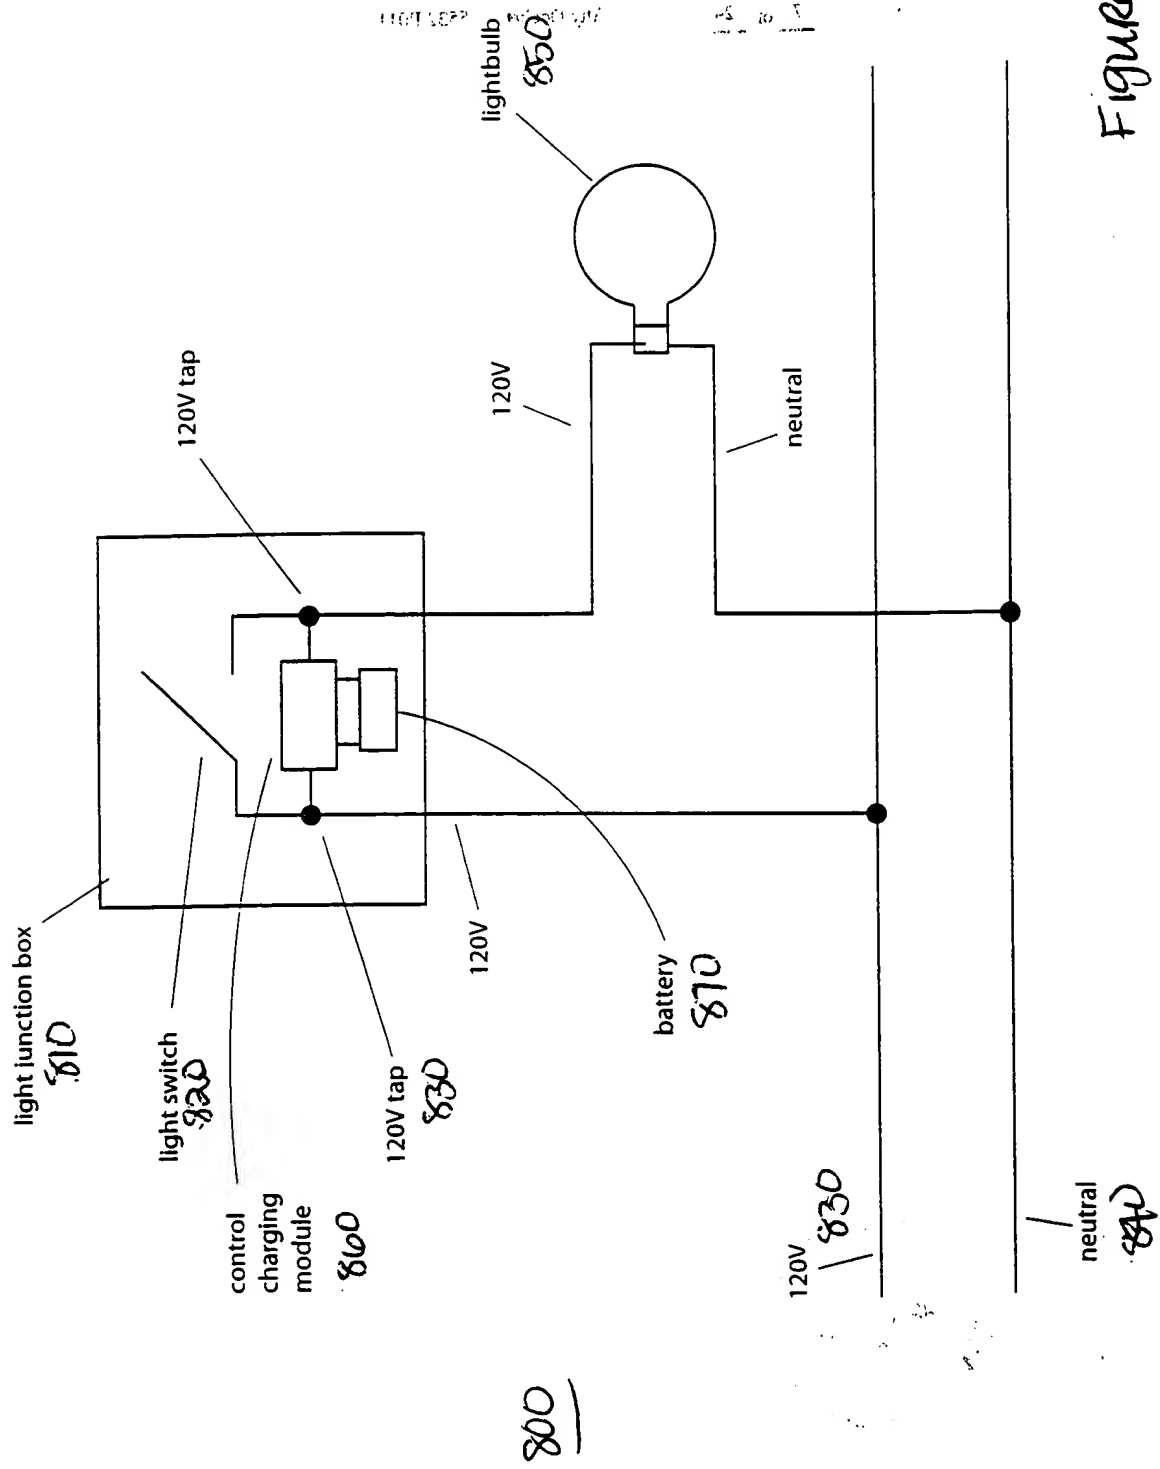 light junction box
810
light switch
820
control
charging
module
860
120V tap
830
120V tap
120V
battery
870
120V
neutral
lightbulb
850
120V
830
neutral
840
800
Figure